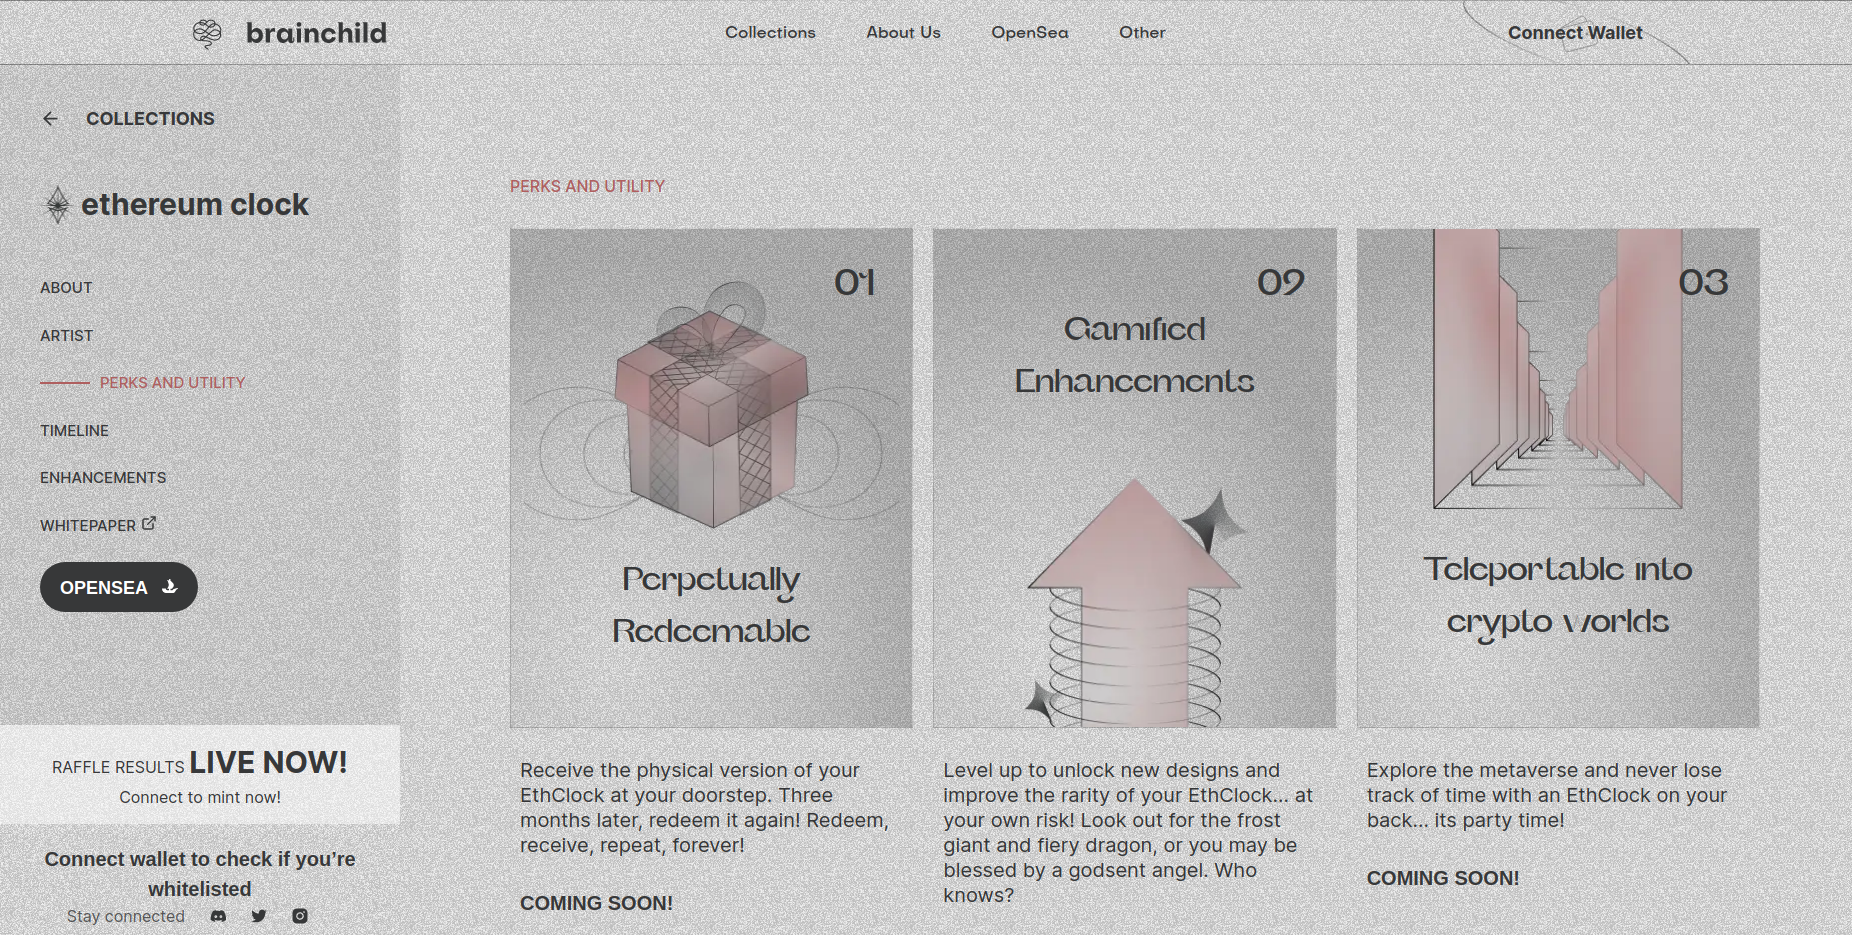 brainchild
Collections
About Us
OpenSea
Other
Connect Wallet
COLLECTIONS
ethereum clock
ABOUT
ARTIST
PERKS AND UTILITY
TIMELINE
ENHANCEMENTS
WHITEPAPER
OPENSEA
RAFFLE RESULTS LIVE NOW!
Connect to mint now!
Connect wallet to check if you’re
whitelisted
Stay connected
PERKS AND UTILITY
01
Perpetually
Redeemable
Receive the physical version of your
EthClock at your doorstep. Three
months later, redeem it again! Redeem,
receive, repeat, forever!
COMING SOON!
02
Gamified
Enhancements
Level up to unlock new designs and
improve the rarity of your EthClock... at
your own risk! Look out for the frost
giant and fiery dragon, or you may be
blessed by a godsent angel. Who
knows?
03
Teleportable into
crypto worlds
Explore the metaverse and never lose
track of time with an EthClock on your
back... its party time!
COMING SOON!